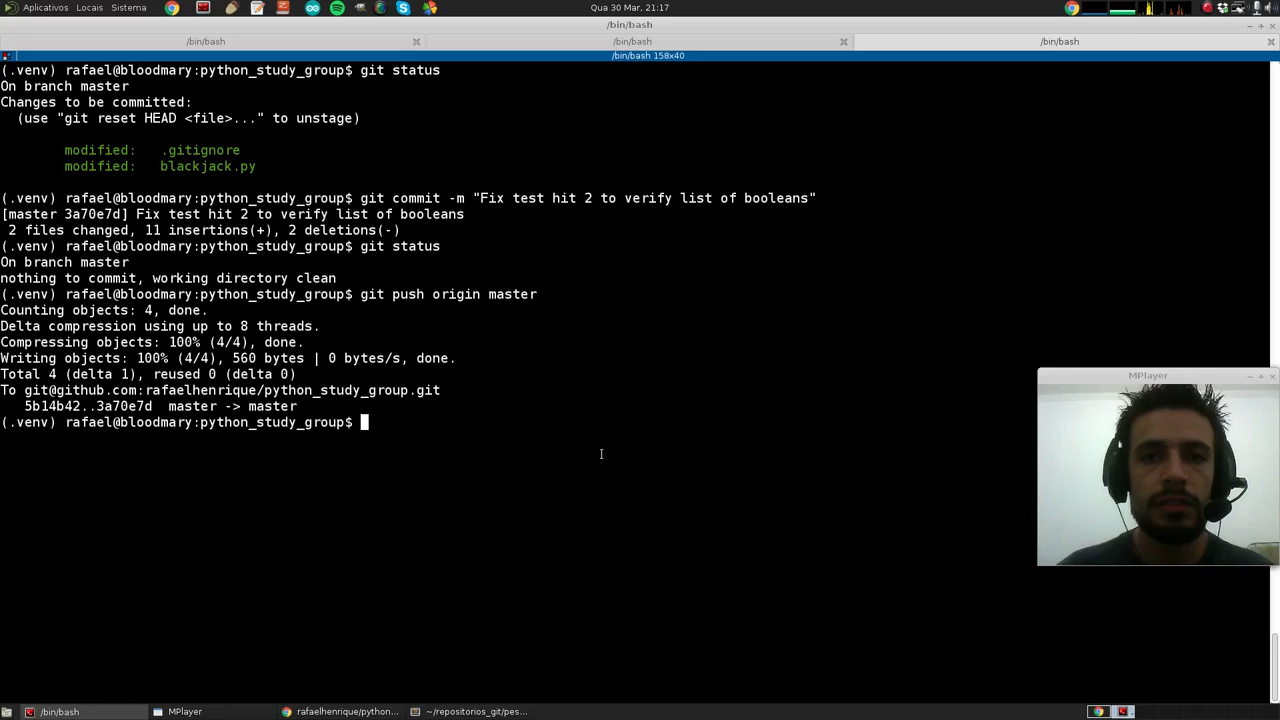 Aplicativos Locais Sistema
Qua 30 Mar, 21:17
/bin/bash
/bin/bash
/bin/bash
/bin/bash
/bin/bash 158x40
(.venv) rafael@bloodmary:python_study_group$ git status
On branch master
Changes to be committed:
(use "git reset HEAD <file>..." to unstage)
modified: .gitignore
modified: blackjack.py
(.venv) rafael@bloodmary:python_study_group$ git commit -m "Fix test hit 2 to verify list of booleans"
[master 3a70e7d] Fix test hit 2 to verify list of booleans
2 files changed, 11 insertions(+), 2 deletions(-)
(.venv) rafael@bloodmary:python_study_group$ git status
On branch master
nothing to commit, working directory clean
(.venv) rafael@bloodmary:python_study_group$ git push origin master
Counting objects: 4, done.
Delta compression using up to 8 threads.
Compressing objects: 100% (4/4), done.
Writing objects: 100% (4/4), 560 bytes | 0 bytes/s, done.
Total 4 (delta 1), reused 0 (delta 0)
To git@github.com:rafaelhenrique/python_study_group.git
5b14b42..3a70e7d master -> master
(.venv) rafael@bloodmary:python_study_group$
MPlayer
/bin/bash
MPlayer
rafaelhenrique/python...
~/repositorios_git/pes...